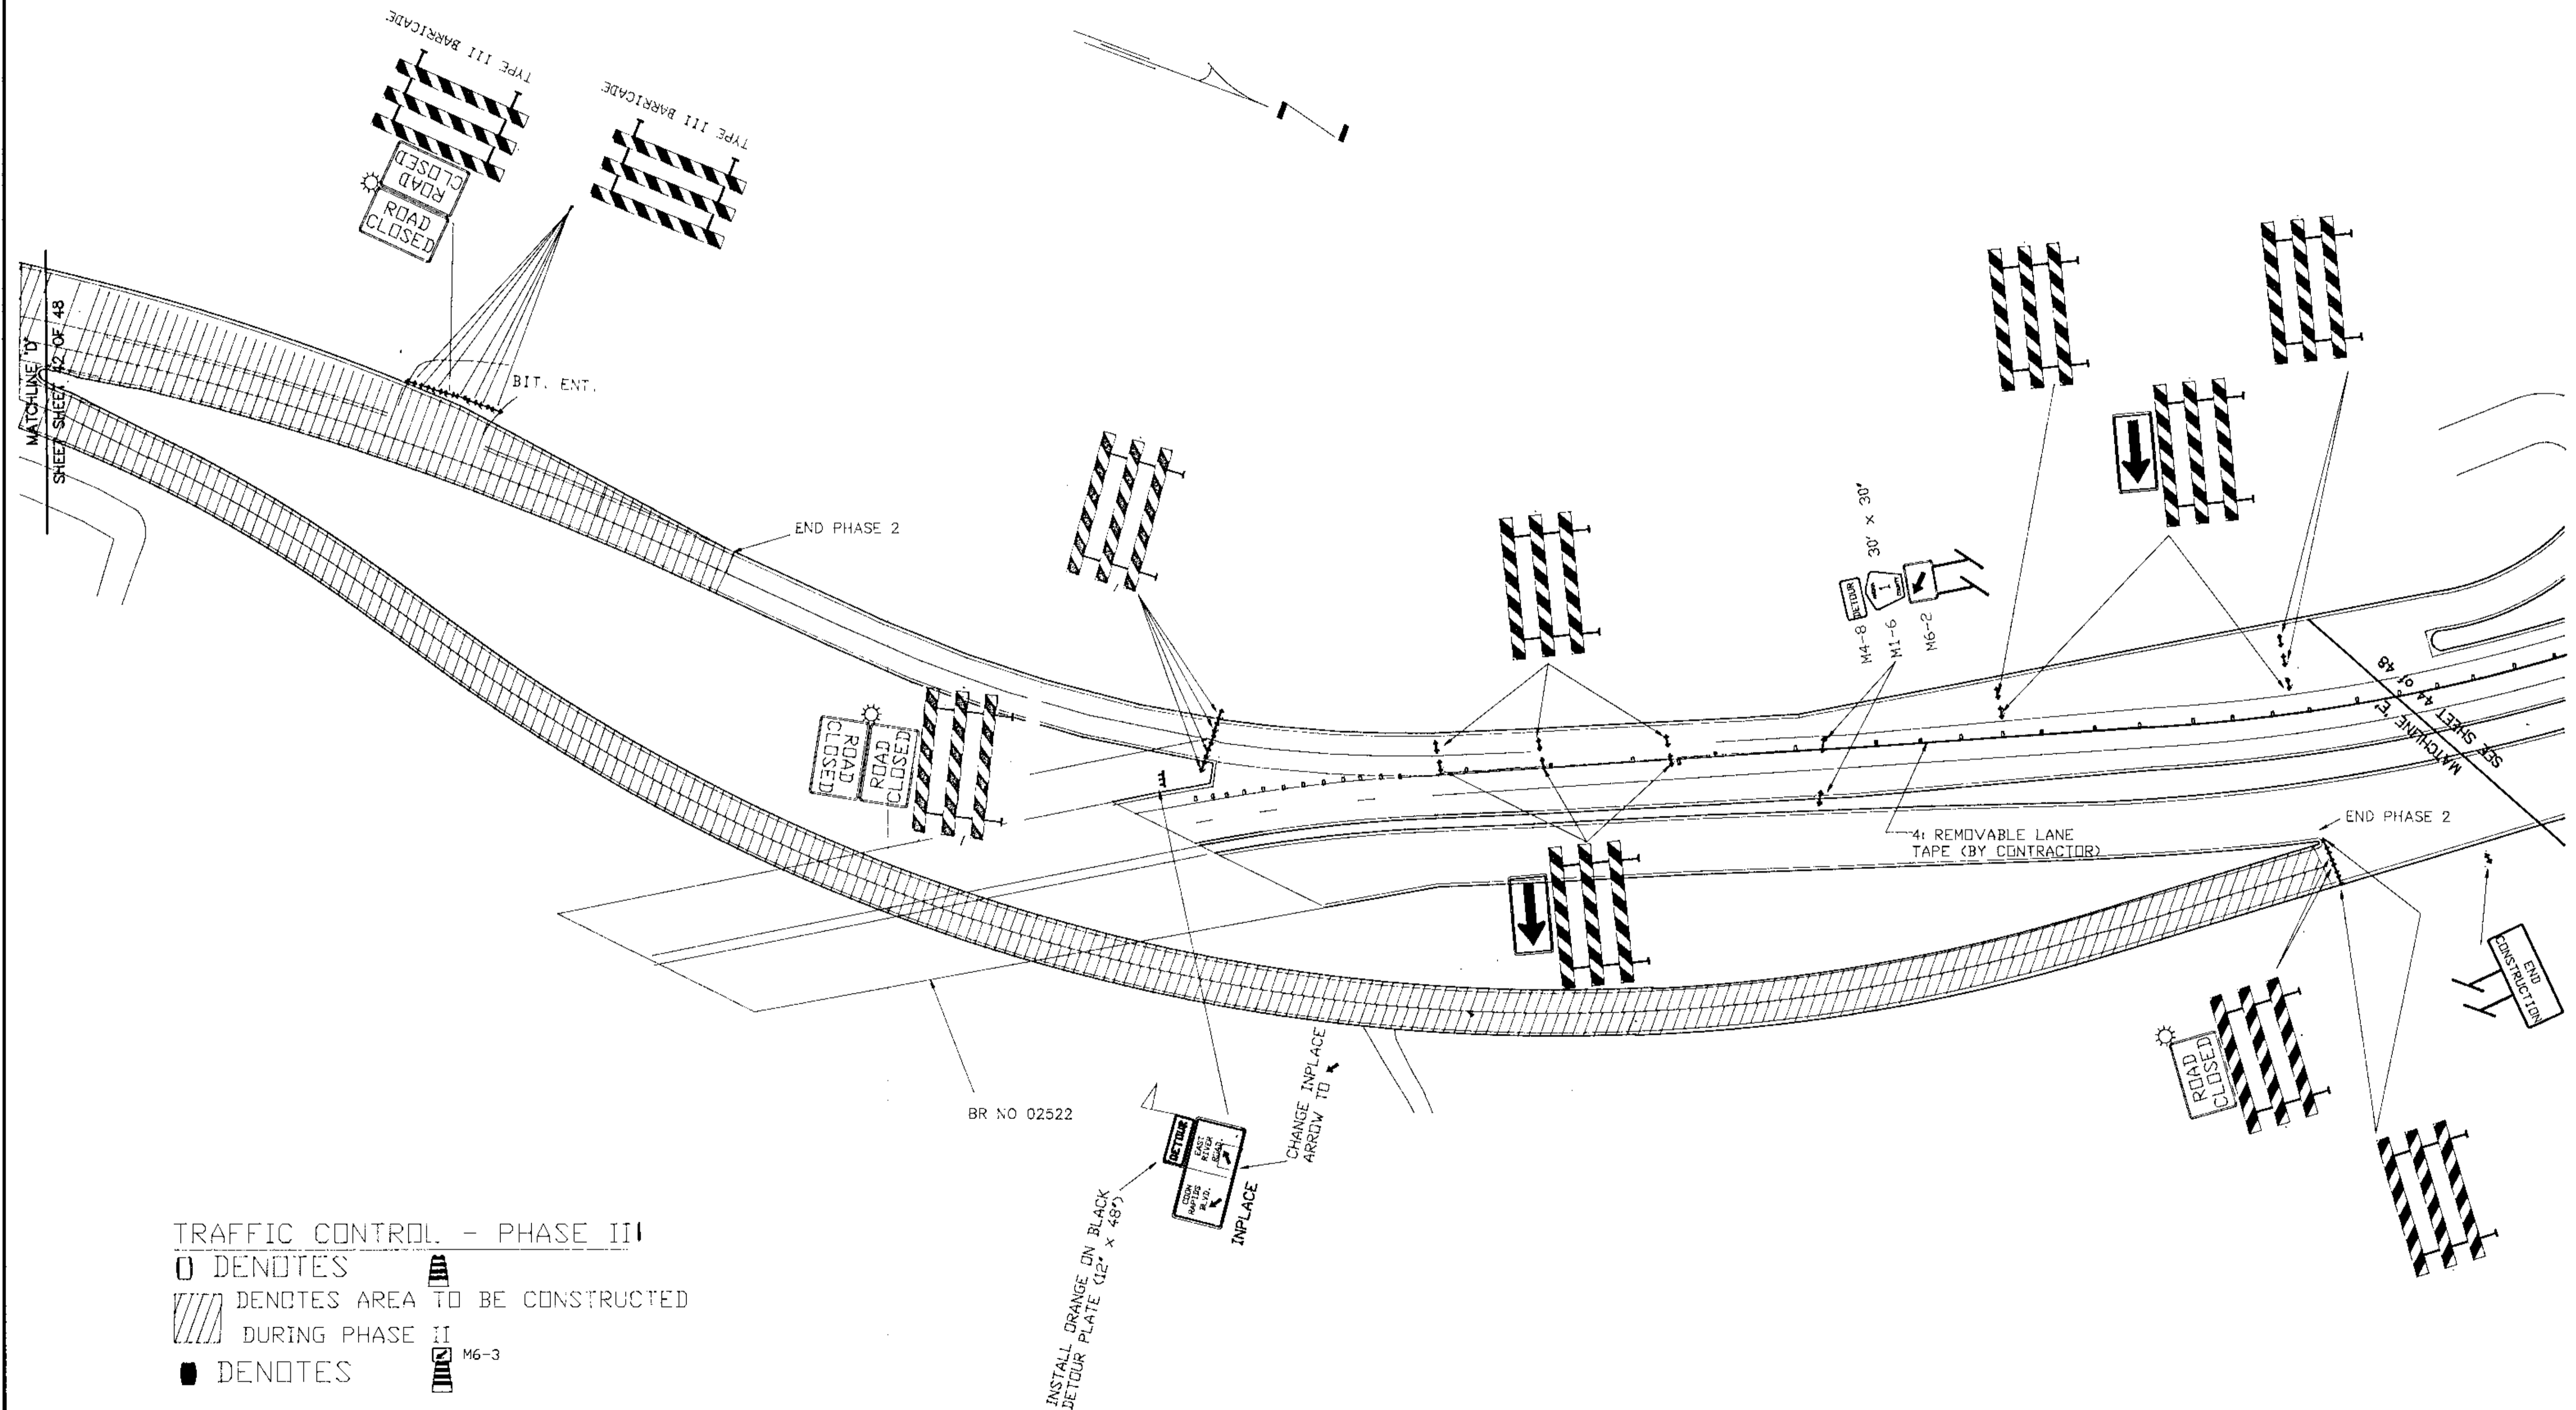 TYPE III BARRICADE
TYPE III BARRICADE
ROAD
CLOSED
ROAD
CLOSED
MATCHLINE 'D'
SHEET SHEET 42 OF 48
BIT. ENT.
END PHASE 2
ROAD
CLOSED
ROAD
CLOSED
30" x 30"
DETOUR
M4-8
M1-6
M6-2
MATCHLINE 'E'
SEE SHEET 44 of 48
4: REMOVABLE LANE
TAPE (BY CONTRACTOR)
END PHASE 2
END
CONSTRUCTION
ROAD
CLOSED
BR NO 02522
CHANGE INPLACE
ARROW TO
DETOUR
EAST
RIVER
ROAD.
COON
RAPIDS
BLVD.
INPLACE
INSTALL ORANGE ON BLACK
DETOUR PLATE (12" x 48")
TRAFFIC CONTROL - PHASE III
DENOTES
DENOTES AREA TO BE CONSTRUCTED
DURING PHASE II
DENOTES
M6-3